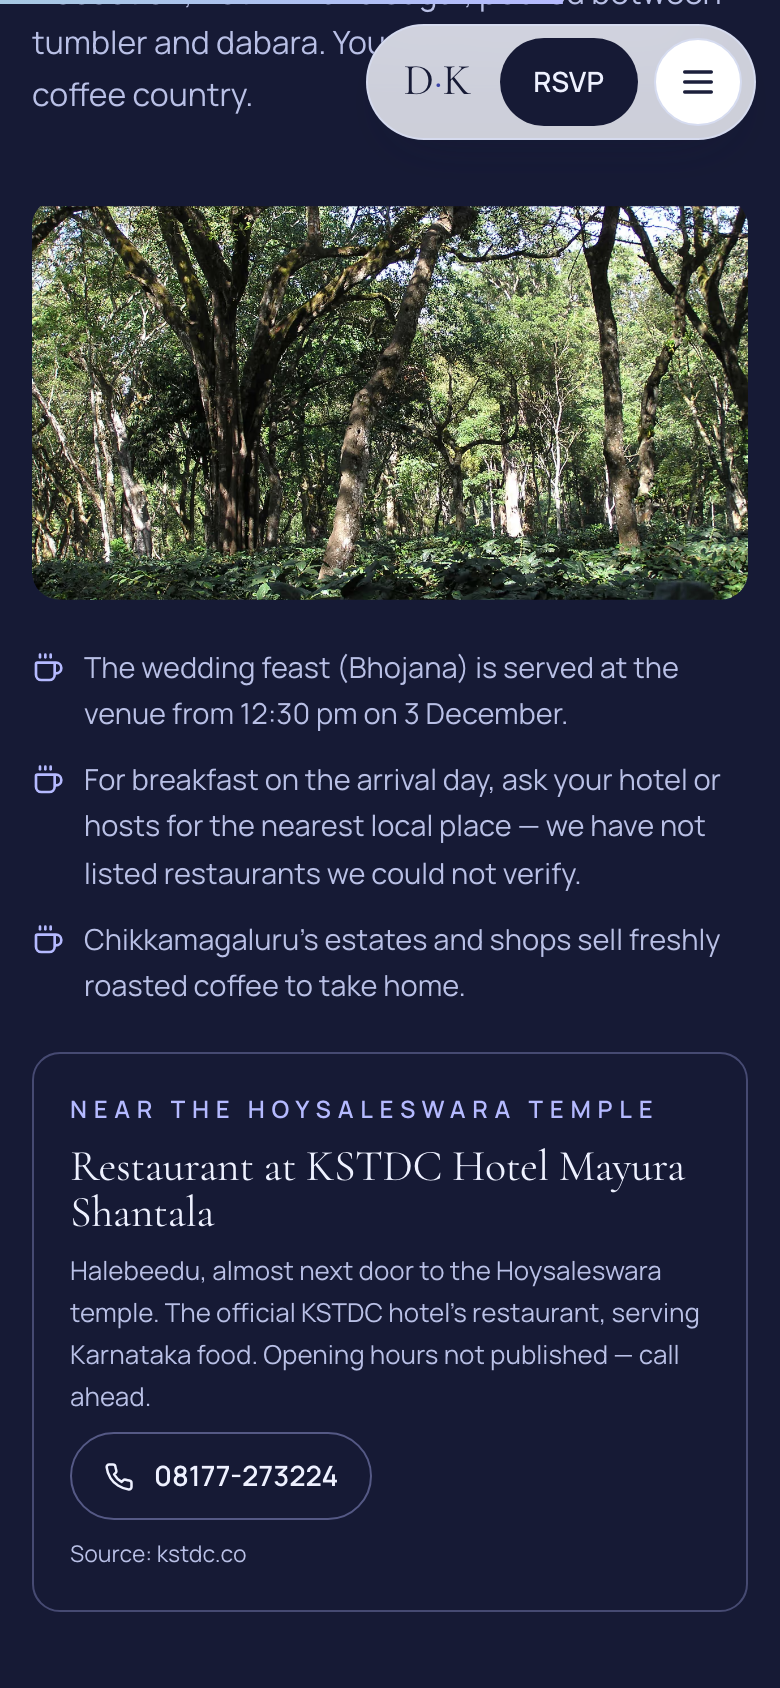 tumbler and dabara. You
coffee country.
D·K
RSVP
The wedding feast (Bhojana) is served at the
venue from 12:30 pm on 3 December.
For breakfast on the arrival day, ask your hotel or
hosts for the nearest local place — we have not
listed restaurants we could not verify.
Chikkamagaluru’s estates and shops sell freshly
roasted coffee to take home.
NEAR THE HOYSALESWARA TEMPLE
Restaurant at KSTDC Hotel Mayura
Shantala
Halebeedu, almost next door to the Hoysaleswara
temple. The official KSTDC hotel’s restaurant, serving
Karnataka food. Opening hours not published — call
ahead.
08177-273224
Source: kstdc.co